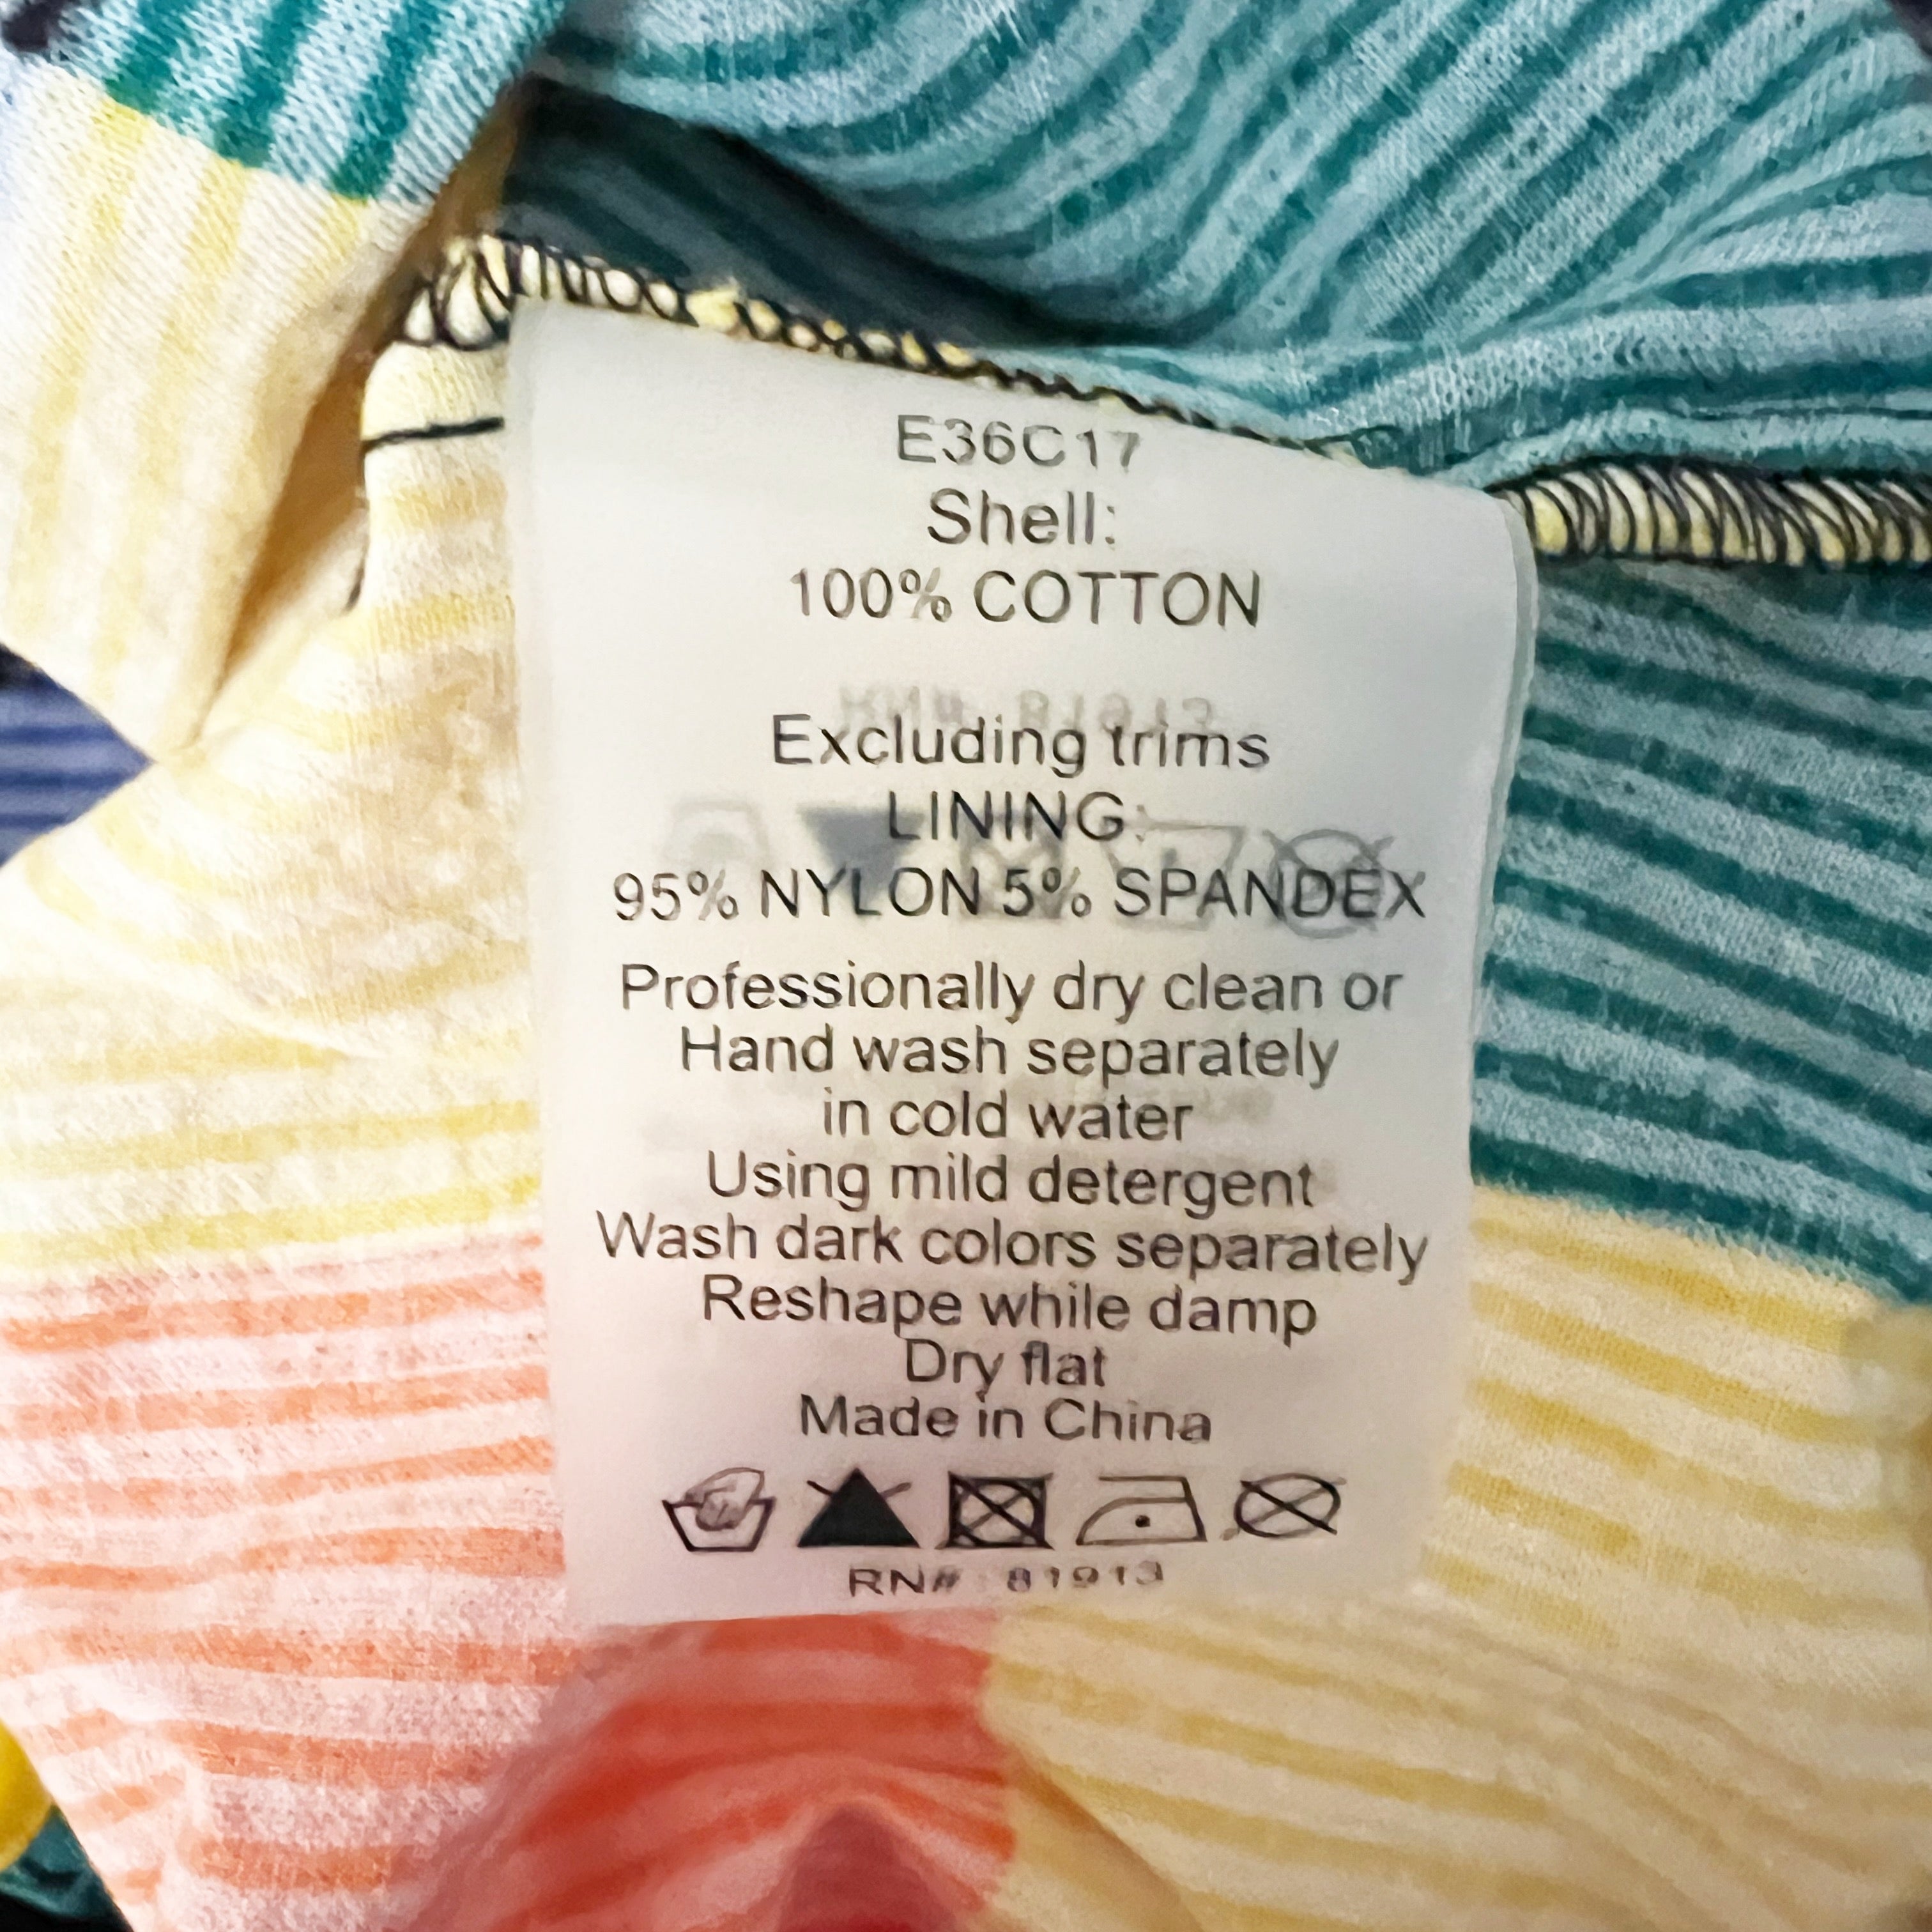 E36C17
Shell:
100% COTTON
Excluding trims
LINING:
95% NYLON 5% SPANDEX
Professionally dry clean or
Hand wash separately
in cold water
Using mild detergent
Wash dark colors separately
Reshape while damp
Dry flat
Made in China
RN# 81913